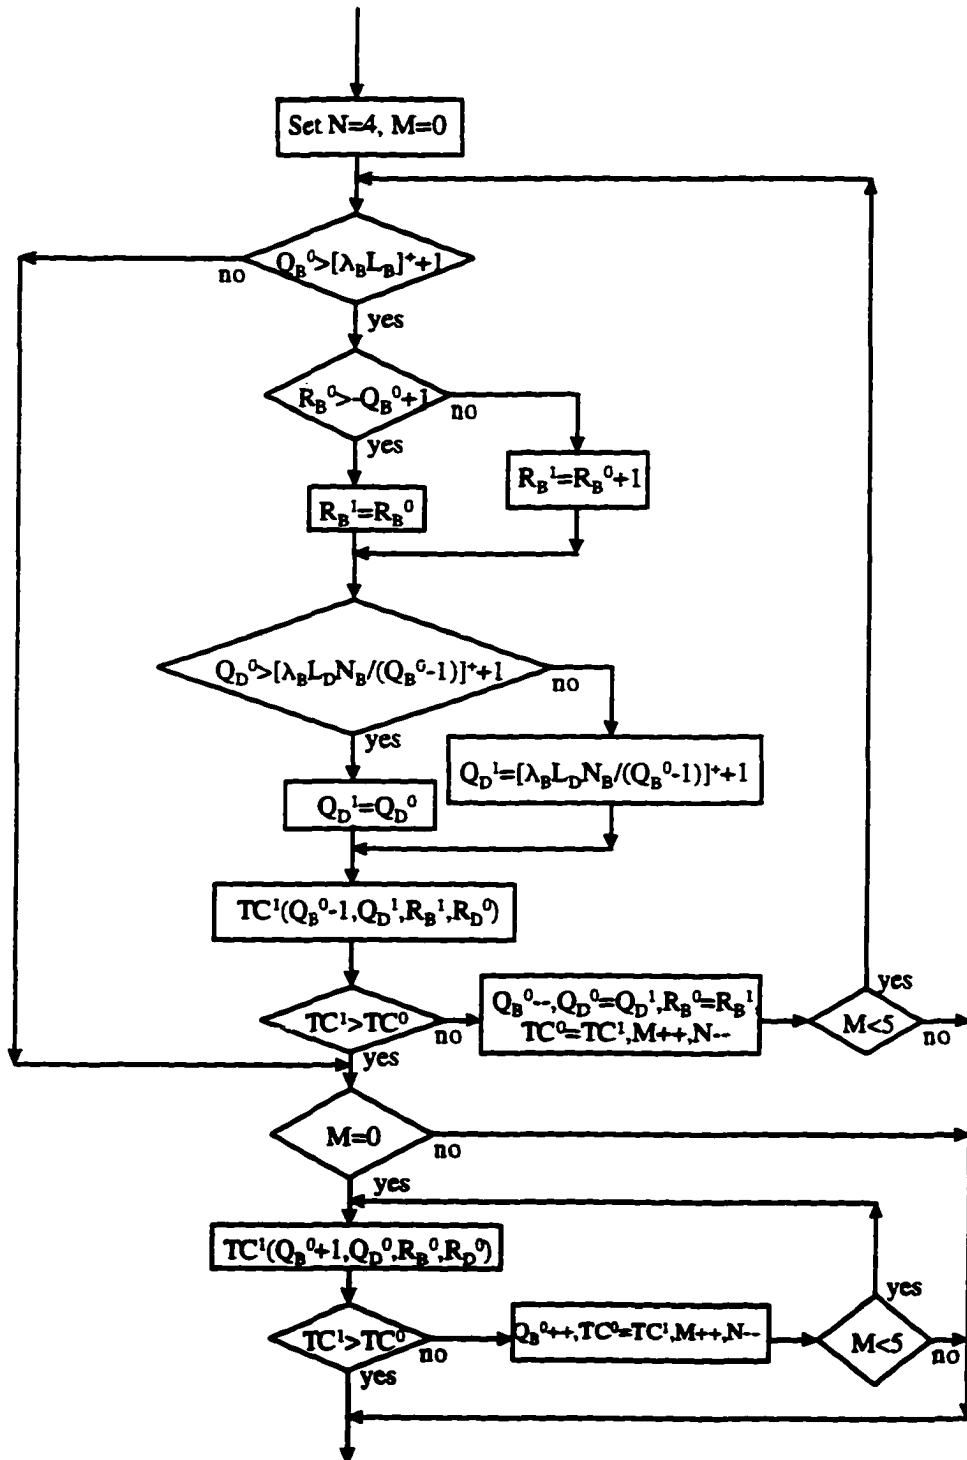 Set N=4, M=0
Q_B^0>[λ_B L_B]^+ +1
no
yes
R_B^0>-Q_B^0+1
no
yes
R_B^1=R_B^0+1
R_B^1=R_B^0
Q_D^0>[λ_B L_D N_B/(Q_B^0-1)]^+ +1
no
yes
Q_D^1=[λ_B L_D N_B/(Q_B^0-1)]^+ +1
Q_D^1=Q_D^0
TC^1(Q_B^0-1,Q_D^1,R_B^1,R_D^0)
yes
Q_B^0--,Q_D^0=Q_D^1,R_B^0=R_B^1,
TC^0=TC^1,M++,N--
TC^1>TC^0
no
M<5
no
yes
M=0
no
yes
TC^1(Q_B^0+1,Q_D^0,R_B^0,R_D^0)
yes
TC^1>TC^0
no
Q_B^0++,TC^0=TC^1,M++,N--
M<5
no
yes